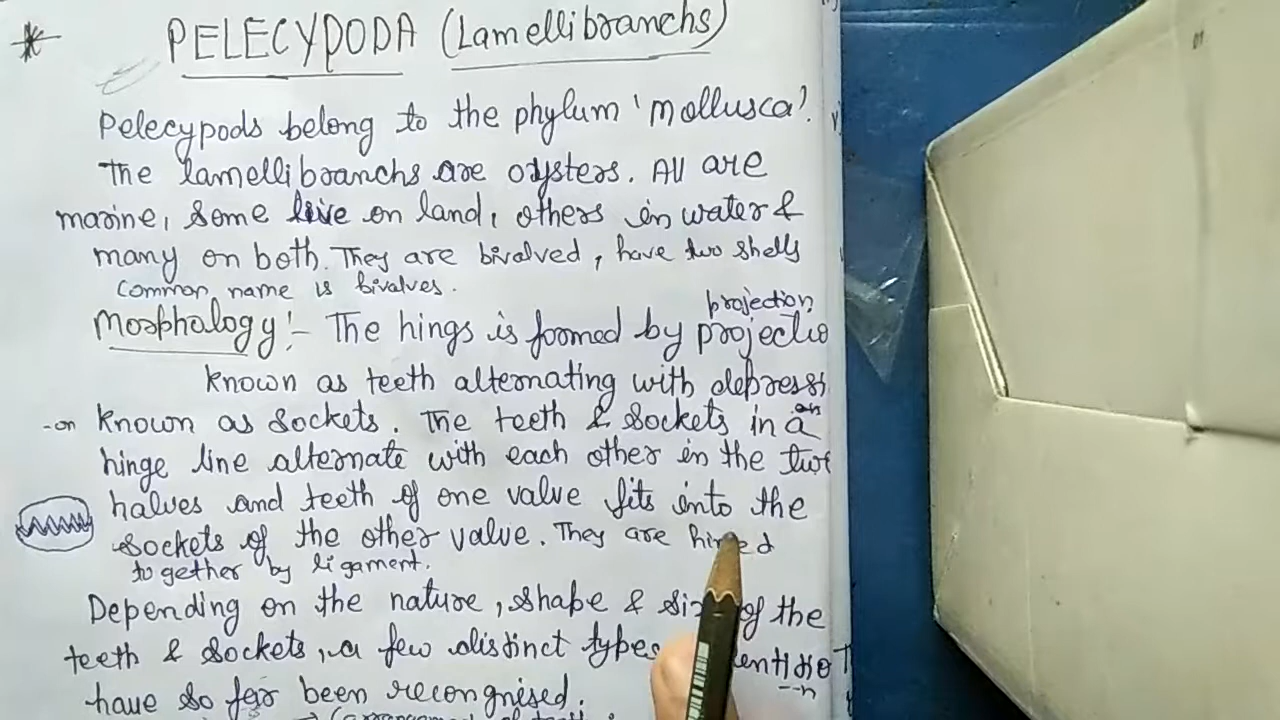 PELECYPODA (Lamellibranchs)
Pelecypods belong to the phylum 'Mollusca'.
The lamellibranchs are oysters. All are
marine, some live on land, others in water &
many on both. They are bivalved, have two shells
common name is bivalves.
projection
Morphalogy:- The hings is formed by projectio
known as teeth alternating with depressi
-on known as sockets. The teeth & sockets in a
an
hinge line alternate with each other in the two
halves and teeth of one valve fits into the
sockets of the other valve. They are
together by ligament.
Depending on the nature, shape & of the
teeth & sockets, a few distinct types
--n
have so far been recongnised.